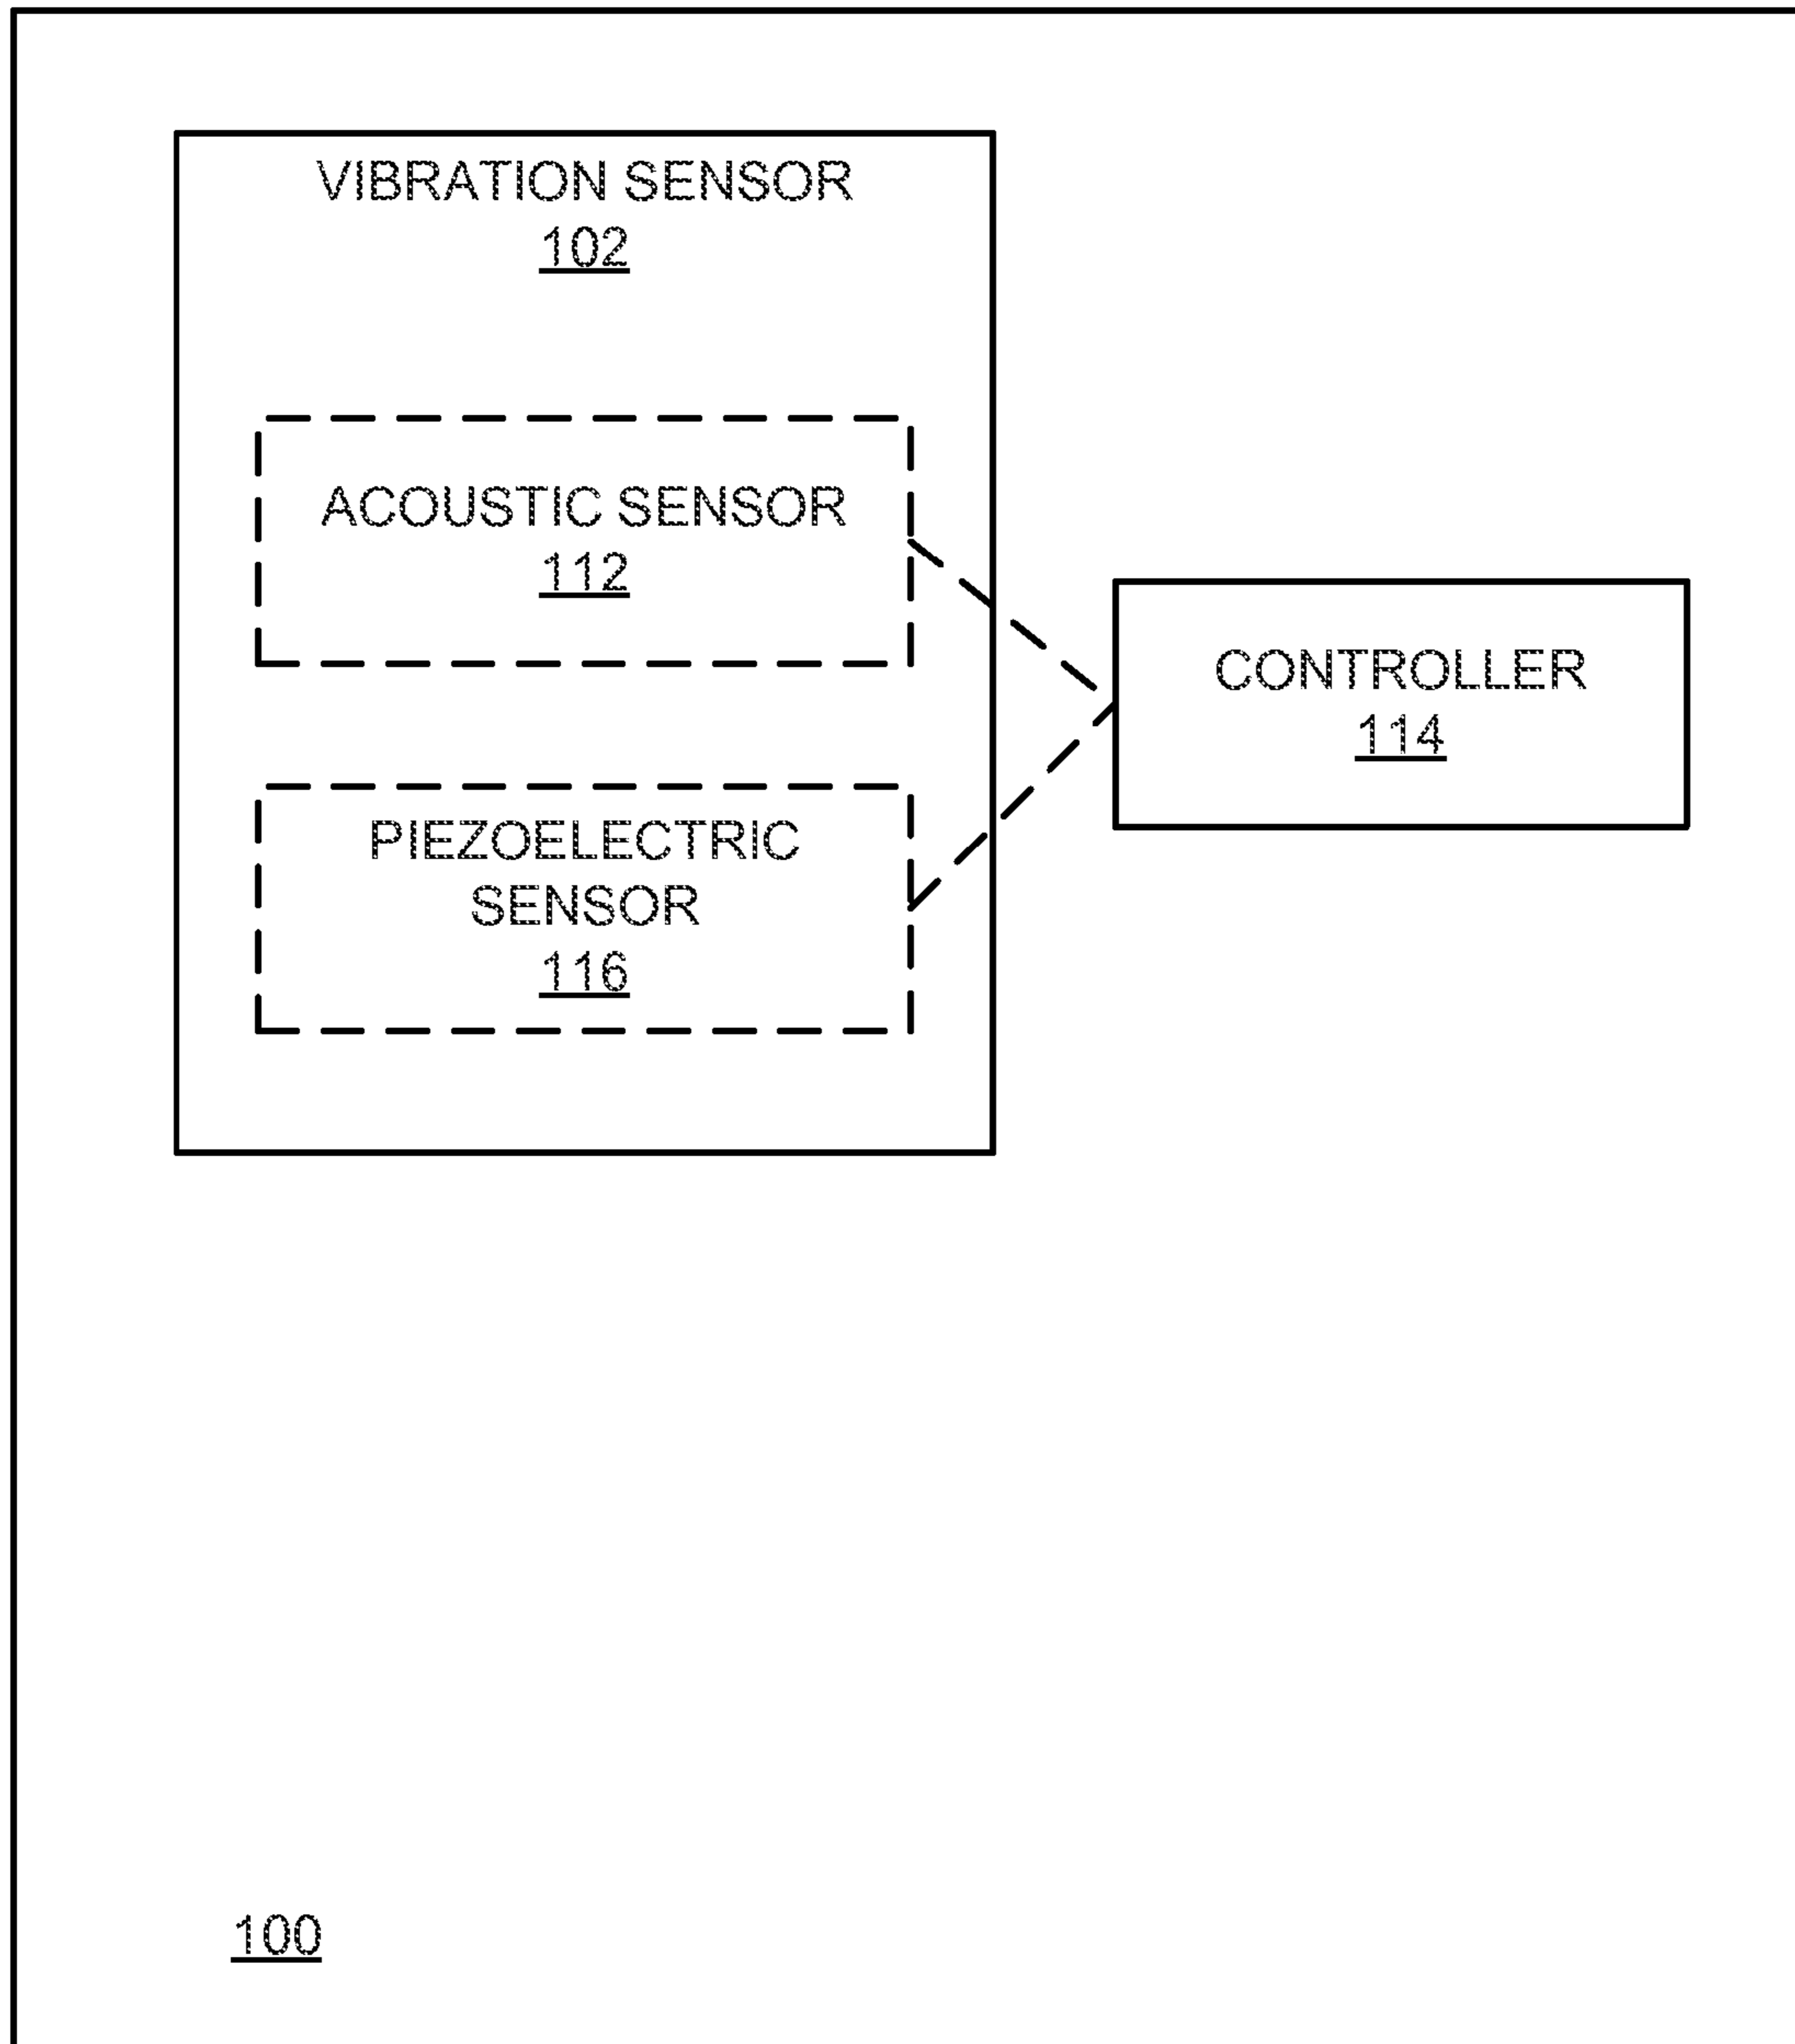 VIBRATION SENSOR
102
ACOUSTIC SENSOR
112
CONTROLLER
114
PIEZOELECTRIC
SENSOR
116
100